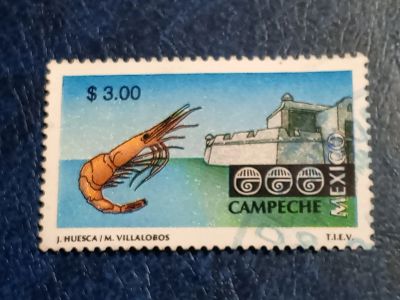 $ 3.00
CAMPECHE
MEXICO
J. HUESCA / M. VILLALOBOS
T.I.E.V.